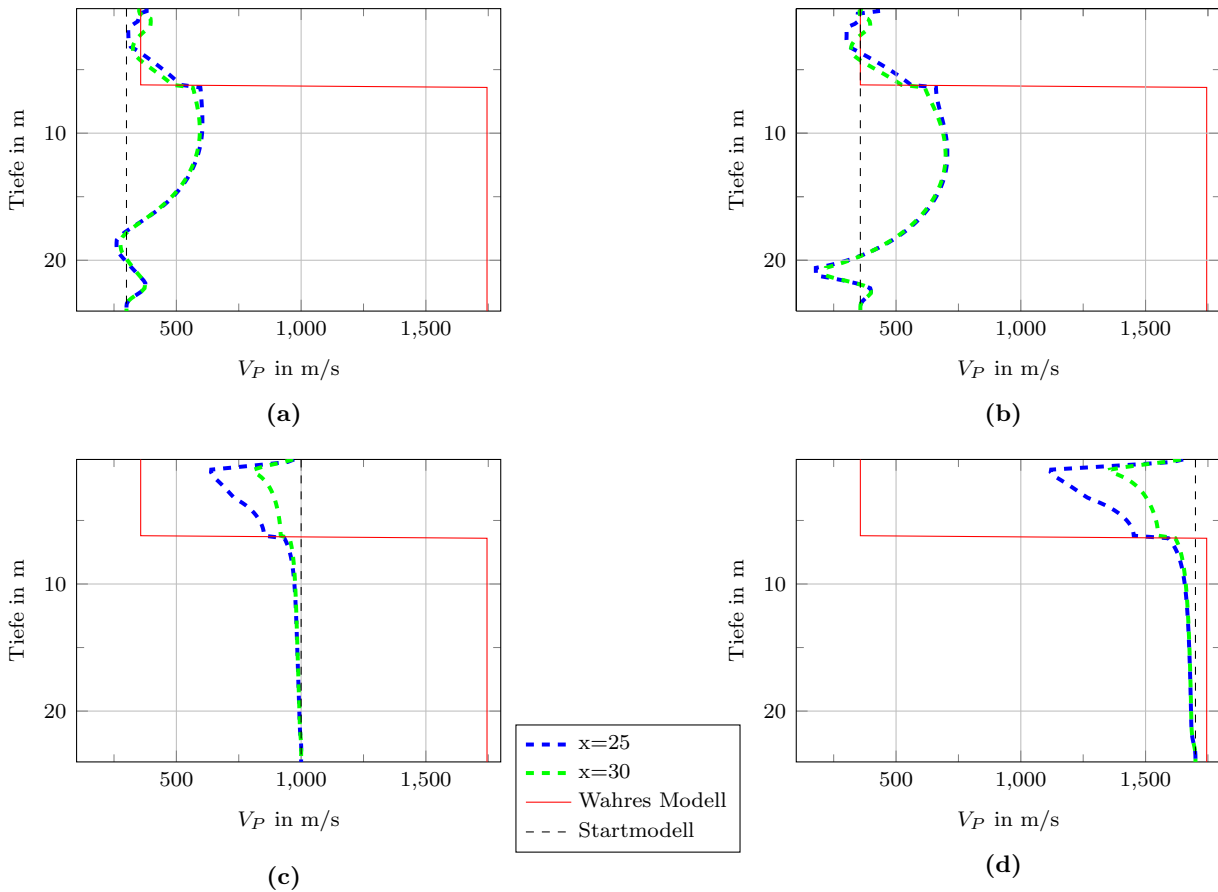 10
20
Tiefe in m
500
1,000
1,500
V_P in m/s
(a)
10
20
Tiefe in m
500
1,000
1,500
V_P in m/s
(b)
10
20
Tiefe in m
500
1,000
1,500
V_P in m/s
(c)
x=25
x=30
Wahres Modell
Startmodell
10
20
Tiefe in m
500
1,000
1,500
V_P in m/s
(d)